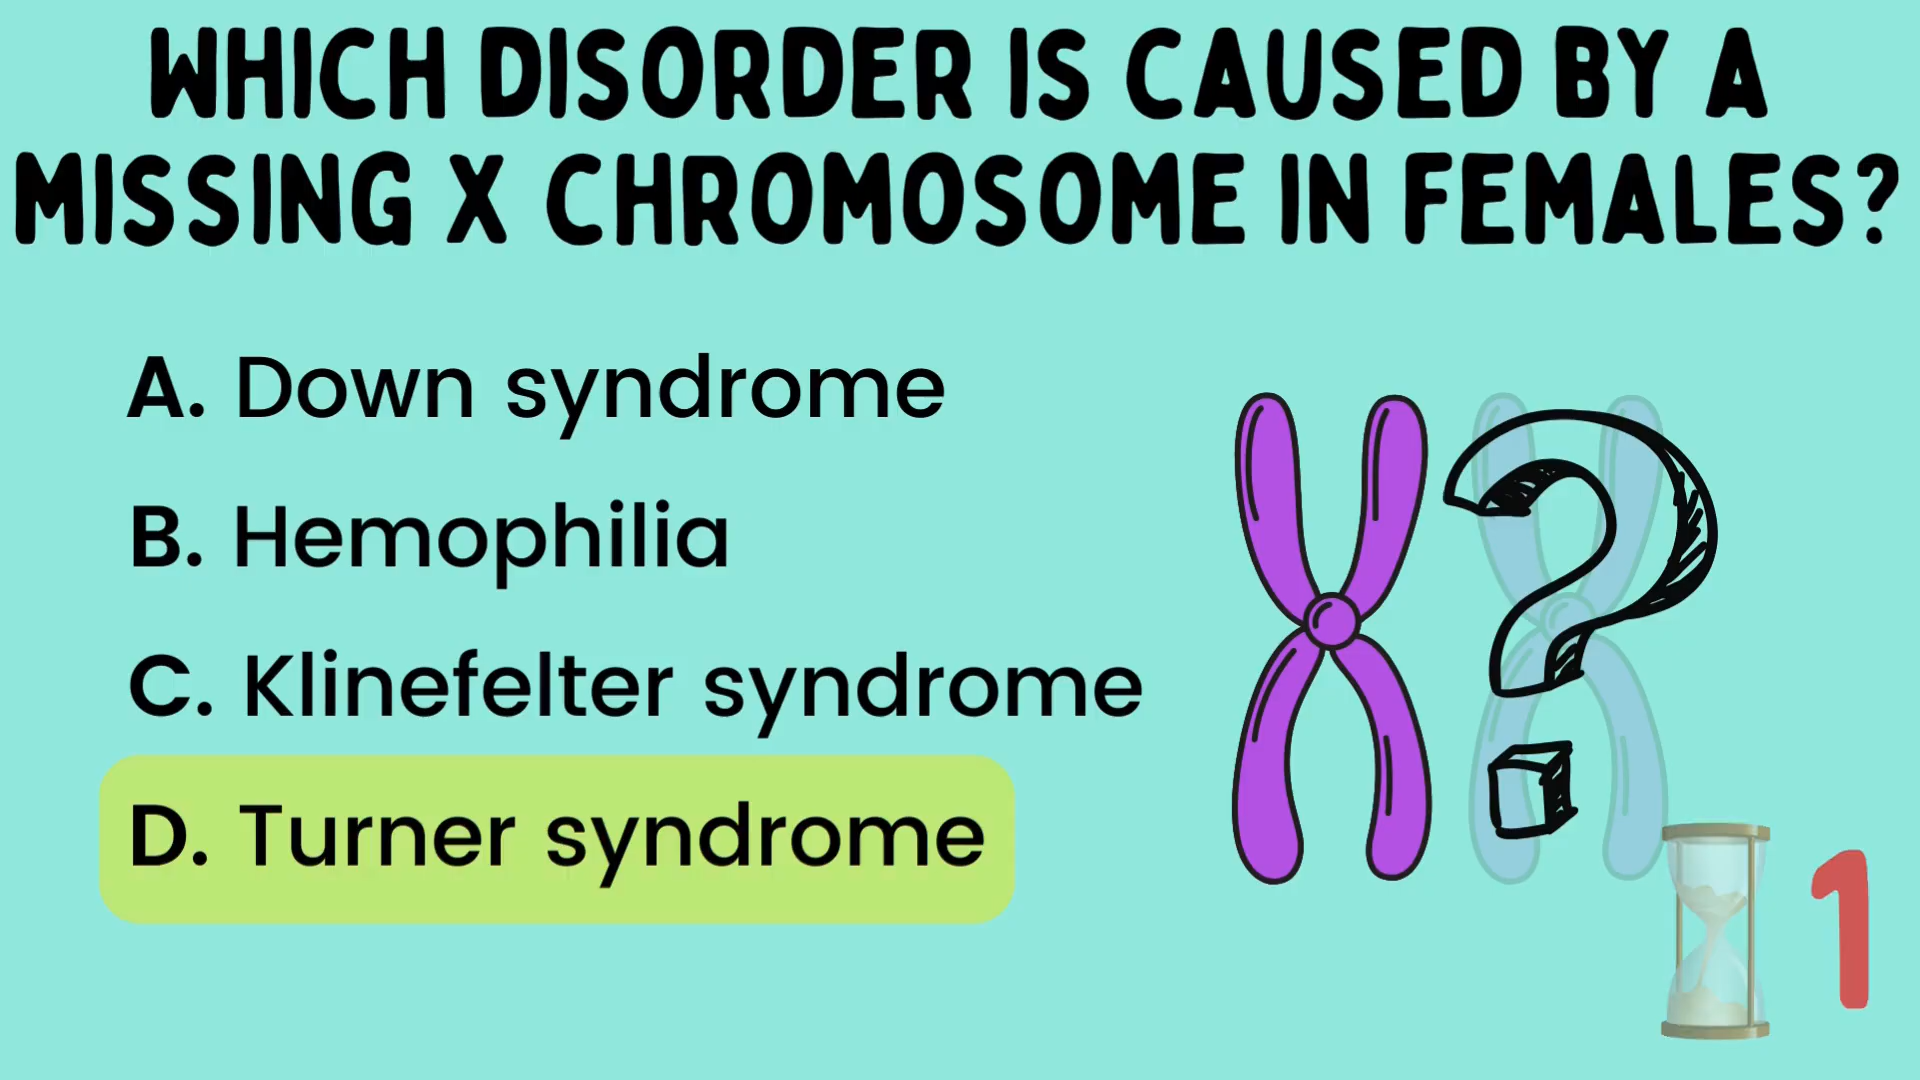 WHICH DISORDER IS CAUSED BY A
MISSING X CHROMOSOME IN FEMALES?
A. Down syndrome
B. Hemophilia
C. Klinefelter syndrome
D. Turner syndrome
?
1